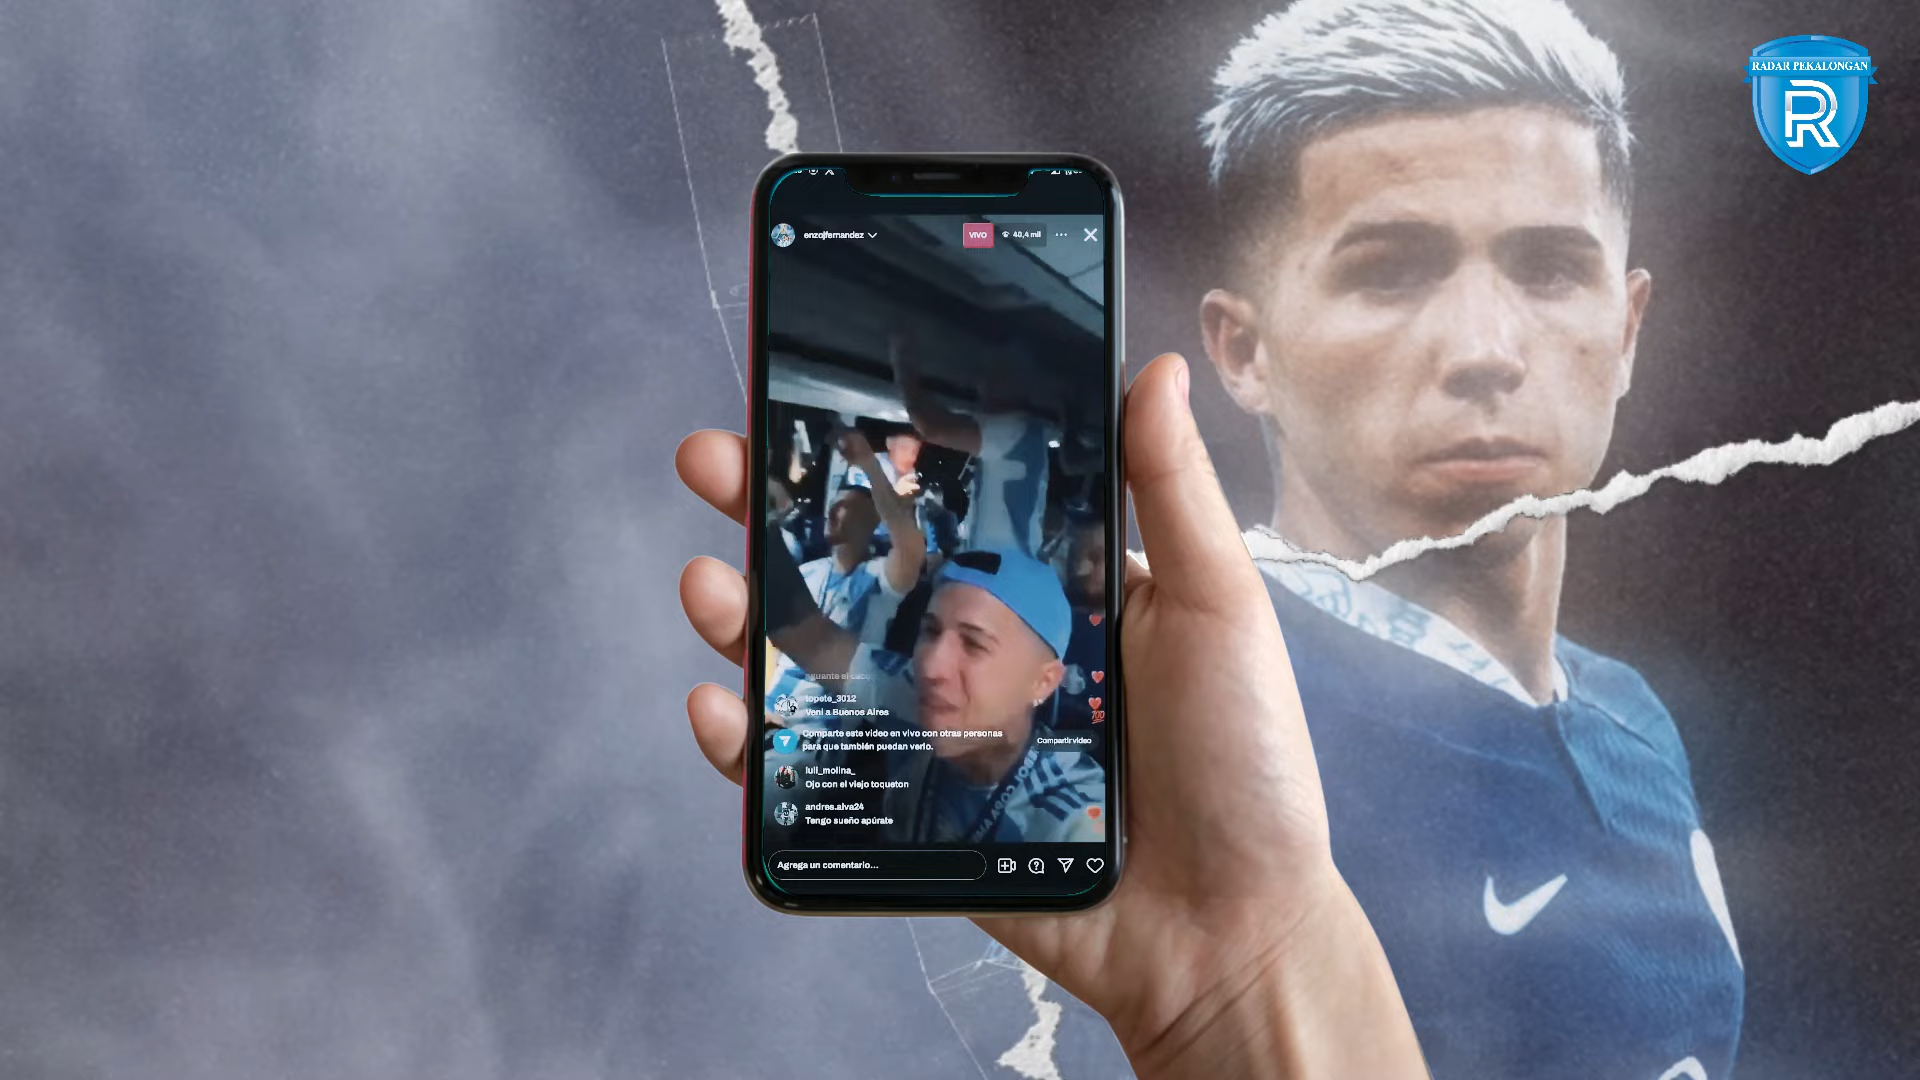 RADAR PEKALONGAN
R
enzojfernandez
VIVO
40,4 mil
topete_3012
Veni a Buenos Aires
Comparte este video en vivo con otras personas
para que también puedan verlo.
Compartir video
luli_molina_
Ojo con el viejo toqueton
andres.alva24
Tengo sueño apúrate
Agrega un comentario...